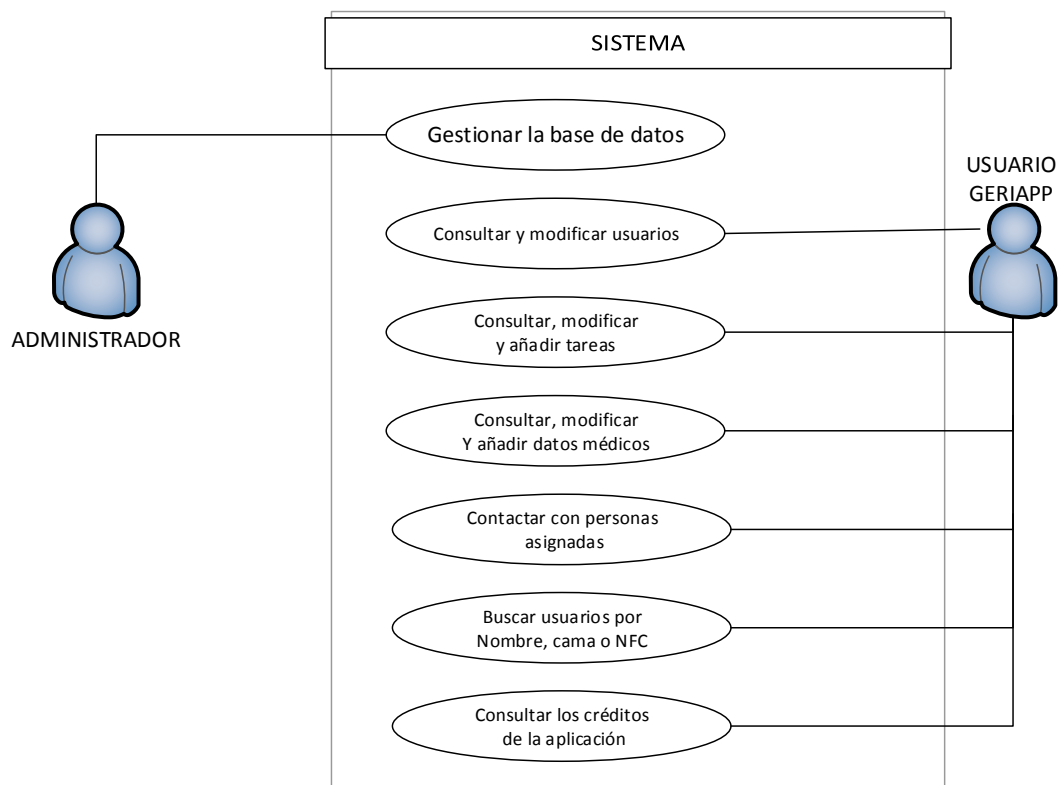 SISTEMA
Gestionar la base de datos
USUARIO
GERIAPP
Consultar y modificar usuarios
ADMINISTRADOR
Consultar, modificar
y añadir tareas
Consultar, modificar
Y añadir datos médicos
Contactar con personas
asignadas
Buscar usuarios por
Nombre, cama o NFC
Consultar los créditos
de la aplicación